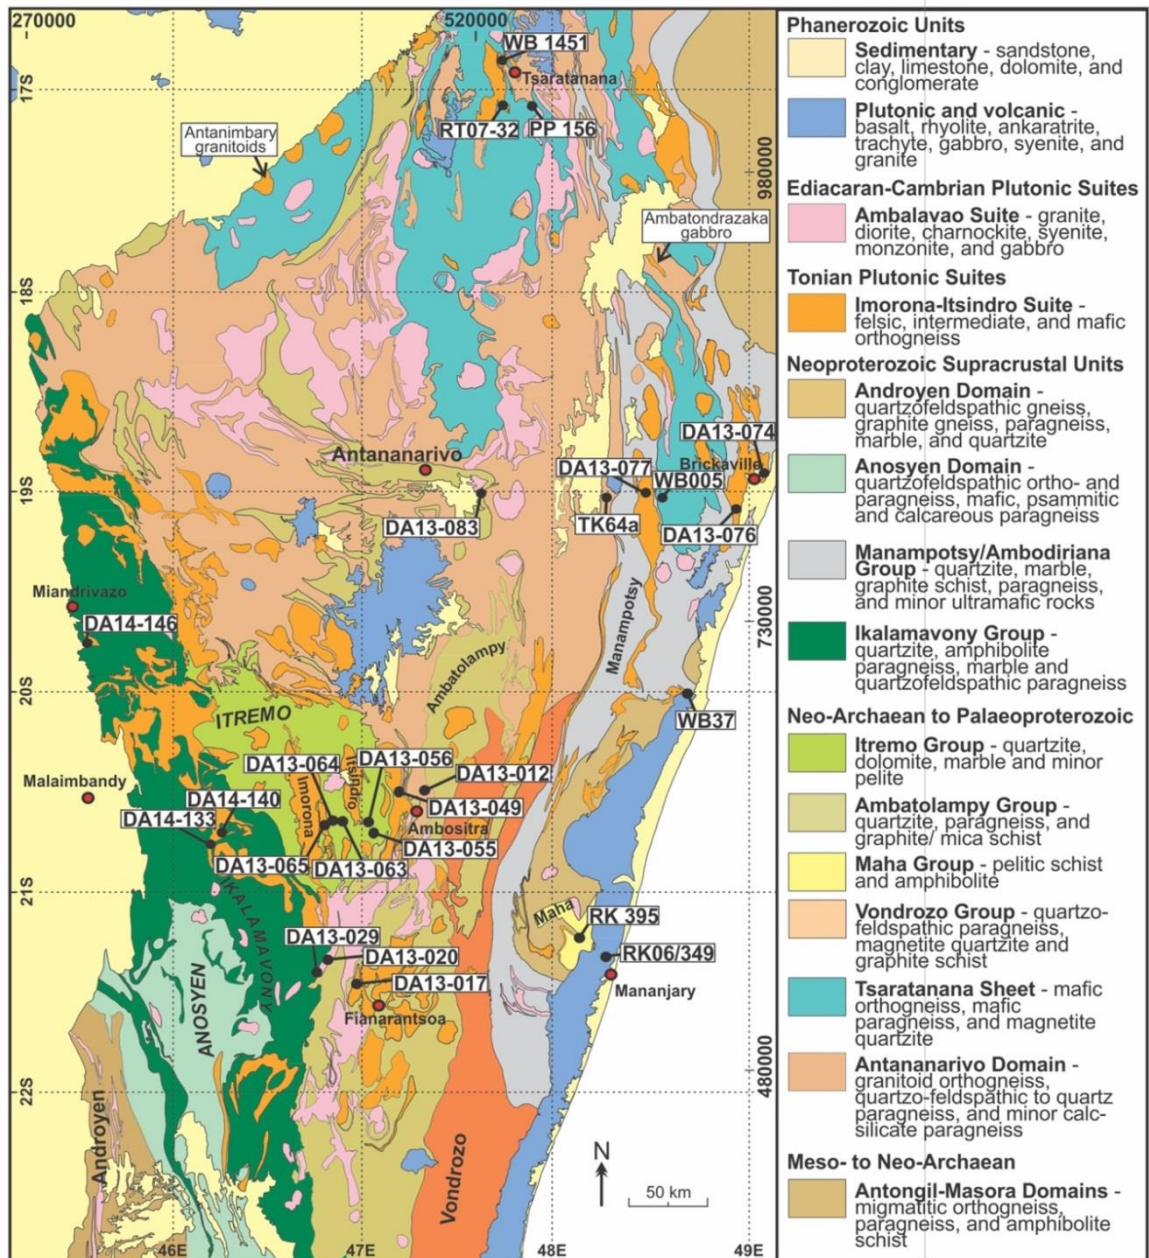 270000
520000
WB 1451
Tsaratanana
17S
RT07-32
PP 156
Antanimbary
granitoids
980000
Ambatondrazaka
gabbro
18S
DA13-074
Antananarivo
DA13-077
Brickaville
WB005
19S
DA13-083
TK64a
DA13-076
Miandrivazo
DA14-146
Manampotsy
730000
Ambatolampy
20S
ITREMO
WB37
DA13-064
DA13-056
Itsindro
Malaimbandy
DA13-012
Imorona
DA14-140
DA13-049
DA14-133
Ambositra
DA13-055
DA13-065
DA13-063
21S
IKALAMAVONY
Maha
RK 395
DA13-029
DA13-020
RK06/349
DA13-017
Mananjary
ANOSYEN
Fianarantsoa
480000
22S
Androyen
Vondrozo
N
50 km
46E
47E
48E
49E
Phanerozoic Units
Sedimentary - sandstone,
clay, limestone, dolomite, and
conglomerate
Plutonic and volcanic -
basalt, rhyolite, ankaratrite,
trachyte, gabbro, syenite, and
granite
Ediacaran-Cambrian Plutonic Suites
Ambalavao Suite - granite,
diorite, charnockite, syenite,
monzonite, and gabbro
Tonian Plutonic Suites
Imorona-Itsindro Suite -
felsic, intermediate, and mafic
orthogneiss
Neoproterozoic Supracrustal Units
Androyen Domain -
quartzofeldspathic gneiss,
graphite gneiss, paragneiss,
marble, and quartzite
Anosyen Domain -
quartzofeldspathic ortho- and
paragneiss, mafic, psammitic
and calcareous paragneiss
Manampotsy/Ambodiriana
Group - quartzite, marble,
graphite schist, paragneiss,
and minor ultramafic rocks
Ikalamavony Group -
quartzite, amphibolite
paragneiss, marble and
quartzofeldspathic paragneiss
Neo-Archaean to Palaeoproterozoic
Itremo Group - quartzite,
dolomite, marble and minor
pelite
Ambatolampy Group -
quartzite, paragneiss, and
graphite/ mica schist
Maha Group - pelitic schist
and amphibolite
Vondrozo Group - quartzo-
feldspathic paragneiss,
magnetite quartzite and
graphite schist
Tsaratanana Sheet - mafic
orthogneiss, mafic
paragneiss, and magnetite
quartzite
Antananarivo Domain -
granitoid orthogneiss,
quartzo-feldspathic to quartz
paragneiss, and minor calc-
silicate paragneiss
Meso- to Neo-Archaean
Antongil-Masora Domains -
migmatitic orthogneiss,
paragneiss, and amphibolite
schist